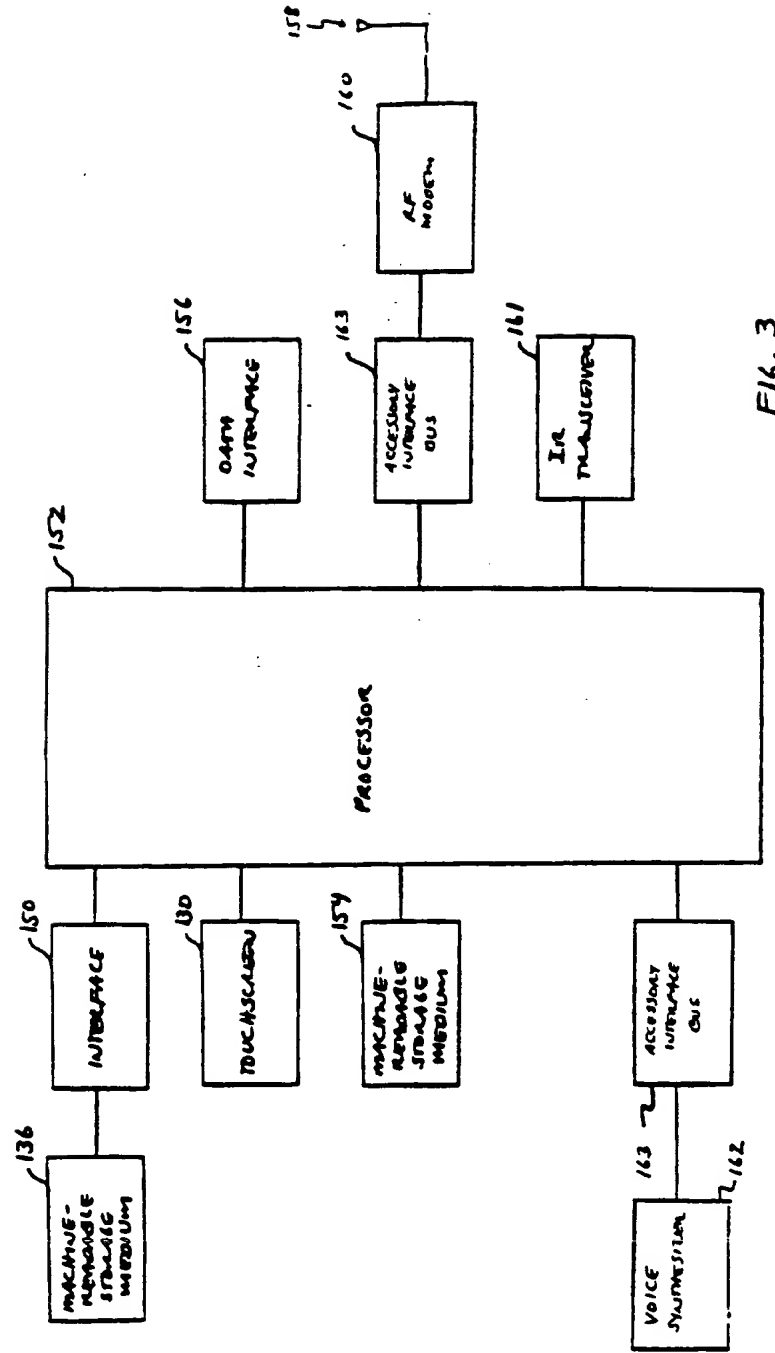 136
MACHINE-
READABLE
STORAGE
MEDIUM
150
INTERFACE
130
TOUCHSCREEN
154
MACHINE-
READABLE
STORAGE
MEDIUM
163
ACCESSORY
INTERFACE
BUS
162
VOICE
SYNTHESIZER
152
PROCESSOR
156
DATA
INTERFACE
163
ACCESSORY
INTERFACE
BUS
160
RF
MODEM
158
161
IR
TRANSCEIVER
FIG. 3